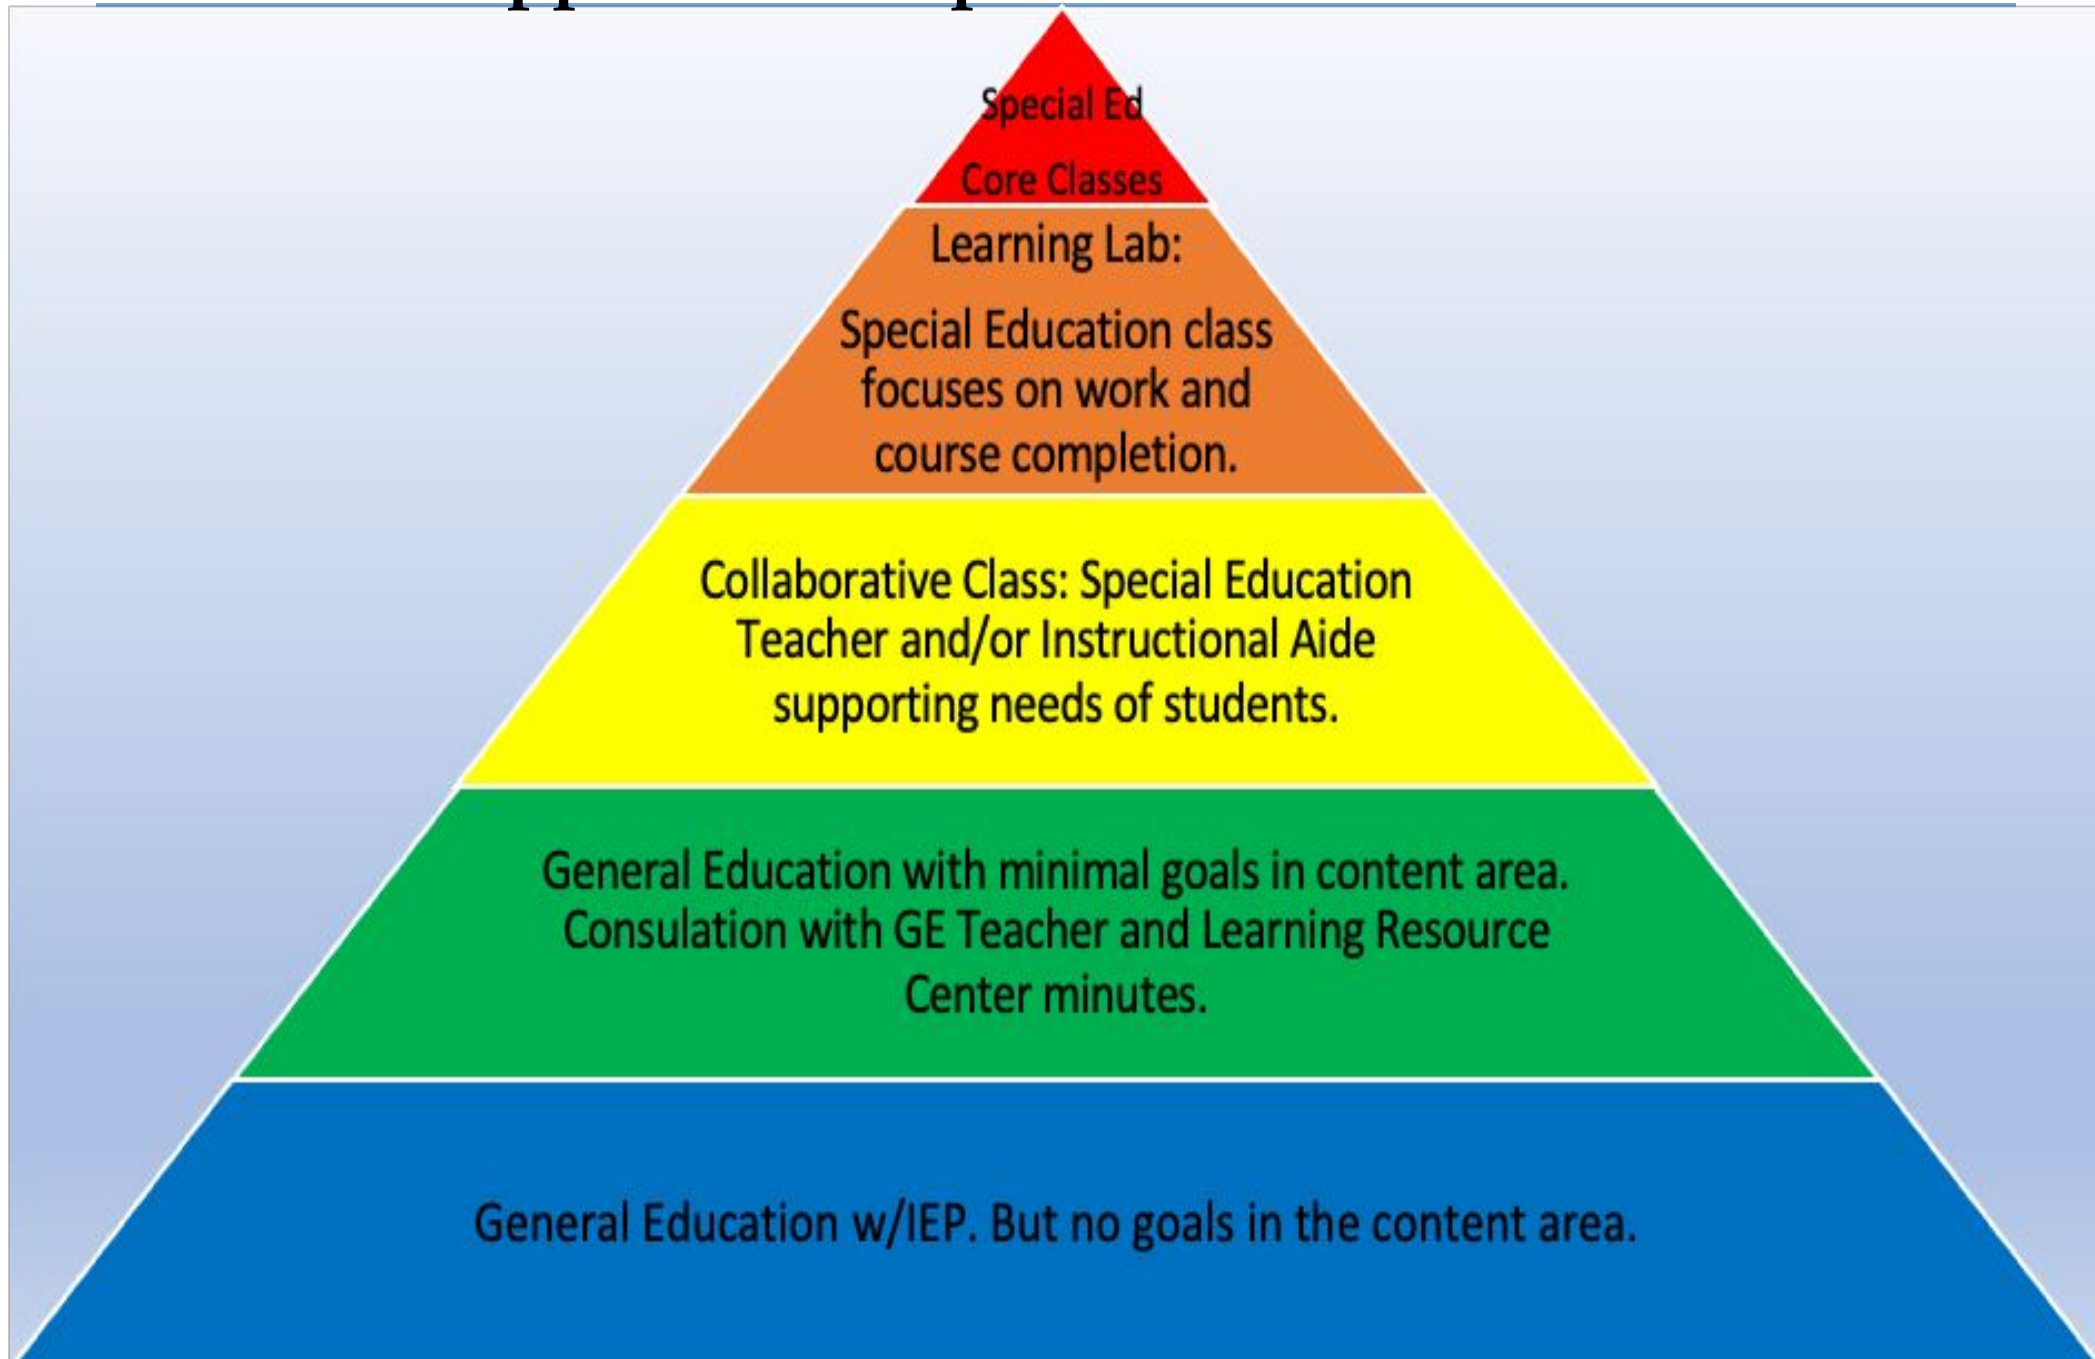 Special Ed
Core Classes
Learning Lab:
Special Education class
focuses on work and
course completion.
Collaborative Class: Special Education
Teacher and/or Instructional Aide
supporting needs of students.
General Education with minimal goals in content area.
Consulation with GE Teacher and Learning Resource
Center minutes.
General Education w/IEP. But no goals in the content area.